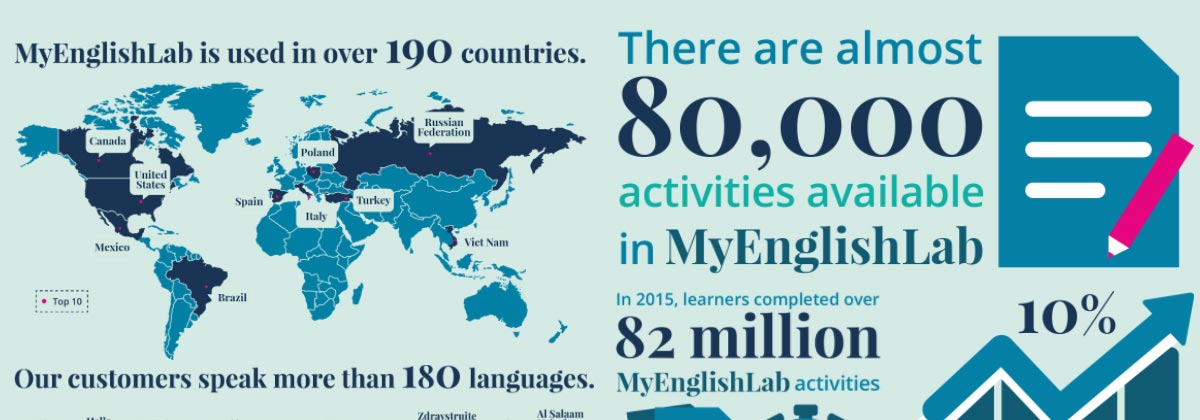 MyEnglishLab is used in over 190 countries.
Canada
United
States
Mexico
Brazil
Spain
Poland
Italy
Turkey
Russian
Federation
Viet Nam
Top 10
Our customers speak more than 180 languages.
Zdravstruite
Al Salaam
There are almost
80,000
activities available
in MyEnglishLab
In 2015, learners completed over
82 million
MyEnglishLab activities
10%